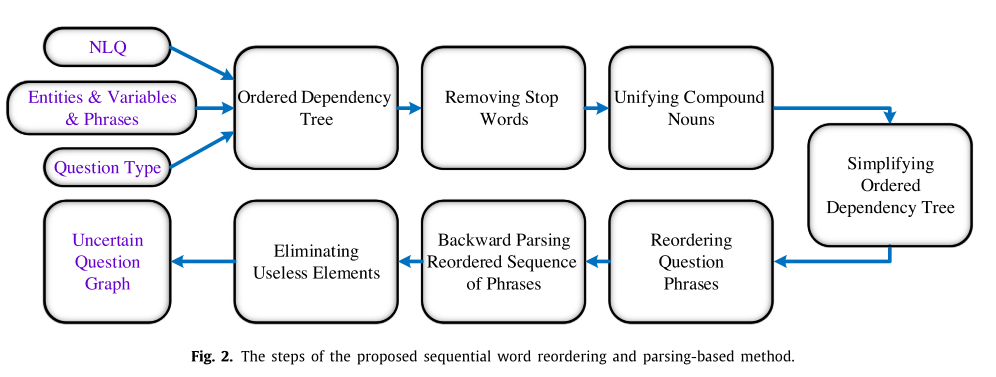 NLQ
Entities & Variables
& Phrases
Question Type
Ordered Dependency
Tree
Removing Stop
Words
Unifying Compound
Nouns
Simplifying
Ordered
Dependency Tree
Reordering
Question
Phrases
Backward Parsing
Reordered Sequence
of Phrases
Eliminating
Useless Elements
Uncertain
Question
Graph
Fig. 2. The steps of the proposed sequential word reordering and parsing-based method.